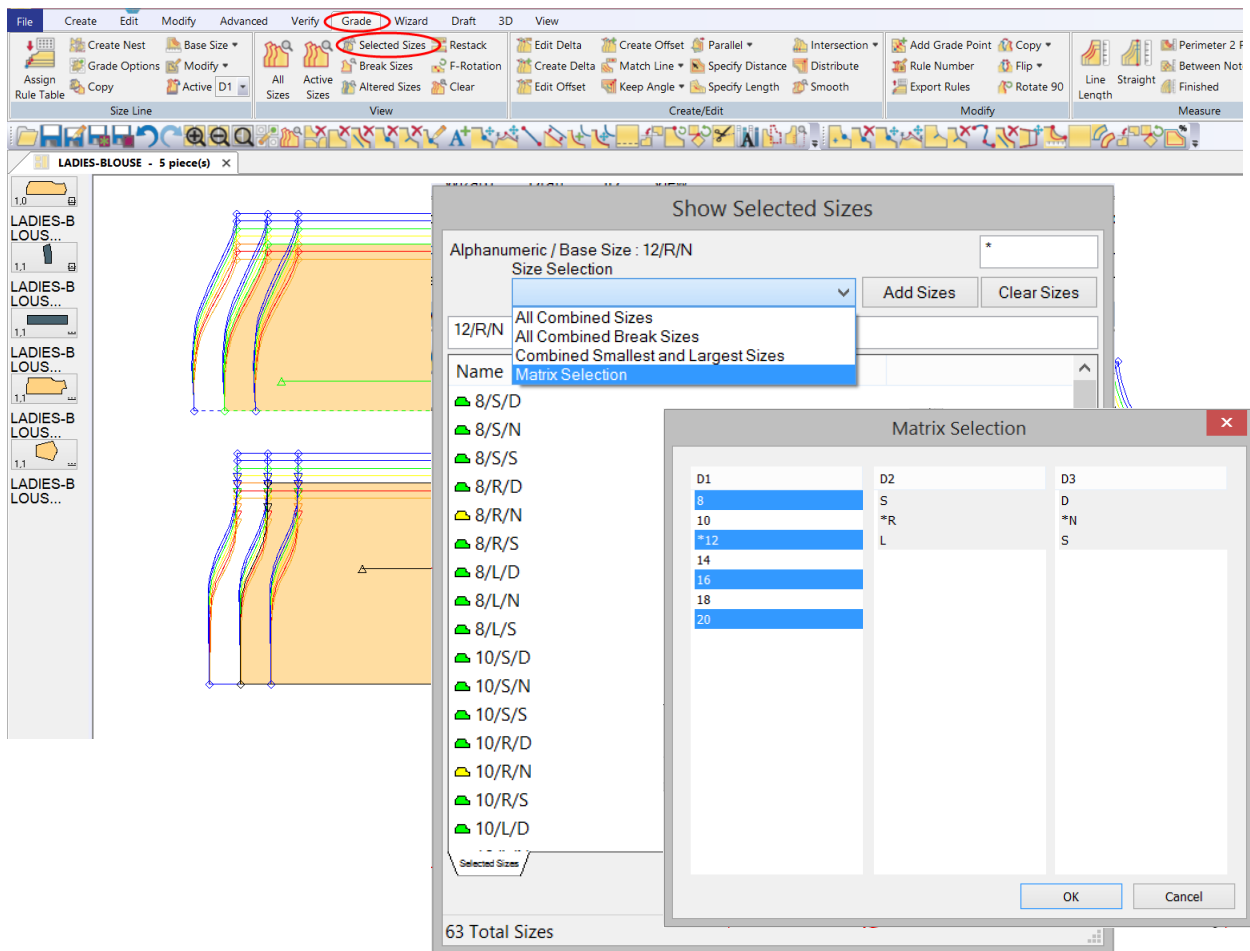 File Create Edit Modify Advanced Verify Grade Wizard Draft 3D View
Create Nest Base Size Selected Sizes Restack Edit Delta Create Offset Parallel Intersection Add Grade Point Copy Perimeter 2 P
Grade Options Modify Break Sizes F-Rotation Create Delta Match Line Specify Distance Distribute Rule Number Flip Between Not
Assign Rule Table Copy Active D1 All Sizes Active Sizes Altered Sizes Clear Edit Offset Keep Angle Specify Length Smooth Export Rules Rotate 90 Line Length Straight Finished
Size Line View Create/Edit Modify Measure
LADIES-BLOUSE - 5 piece(s) X
1,0
LADIES-B
LOUS...
1,1
LADIES-B
LOUS...
1,1
LADIES-B
LOUS...
1,1
LADIES-B
LOUS...
1,1
LADIES-B
LOUS...
Show Selected Sizes
Alphanumeric / Base Size : 12/R/N *
Size Selection
Add Sizes Clear Sizes
All Combined Sizes
All Combined Break Sizes
Combined Smallest and Largest Sizes
Matrix Selection
12/R/N
Name
8/S/D
8/S/N
8/S/S
8/R/D
8/R/N
8/R/S
8/L/D
8/L/N
8/L/S
10/S/D
10/S/N
10/S/S
10/R/D
10/R/N
10/R/S
10/L/D
Selected Sizes
63 Total Sizes
Matrix Selection
D1 D2 D3
8 S D
10 *R *N
*12 L S
14
16
18
20
OK Cancel